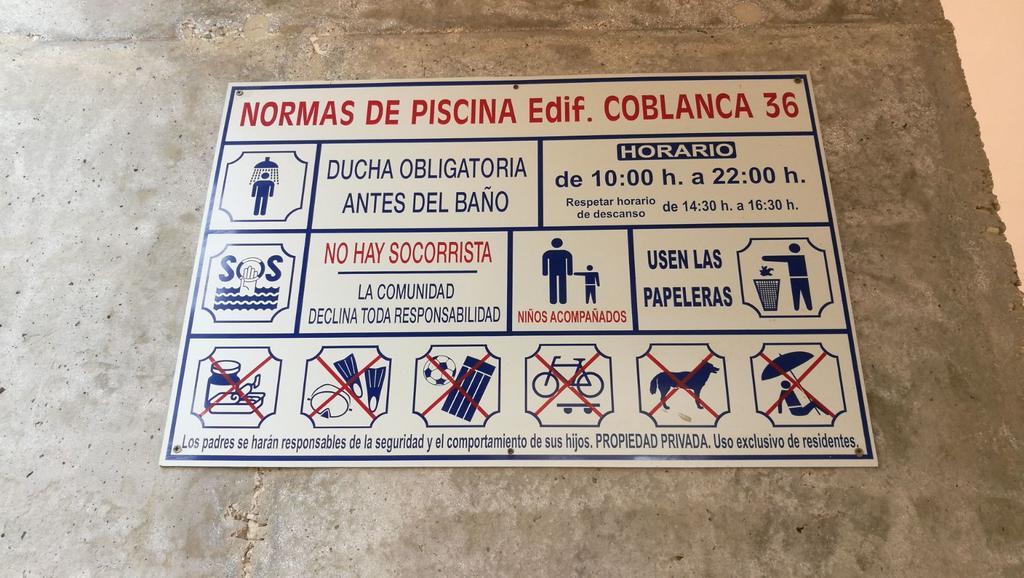 NORMAS DE PISCINA Edif. COBLANCA 36
DUCHA OBLIGATORIA
ANTES DEL BAÑO
HORARIO
de 10:00 h. a 22:00 h.
Respetar horario
de descanso
de 14:30 h. a 16:30 h.
SOS
NO HAY SOCORRISTA
LA COMUNIDAD
DECLINA TODA RESPONSABILIDAD
NIÑOS ACOMPAÑADOS
USEN LAS
PAPELERAS
Los padres se harán responsables de la seguridad y el comportamiento de sus hijos. PROPIEDAD PRIVADA. Uso exclusivo de residentes.